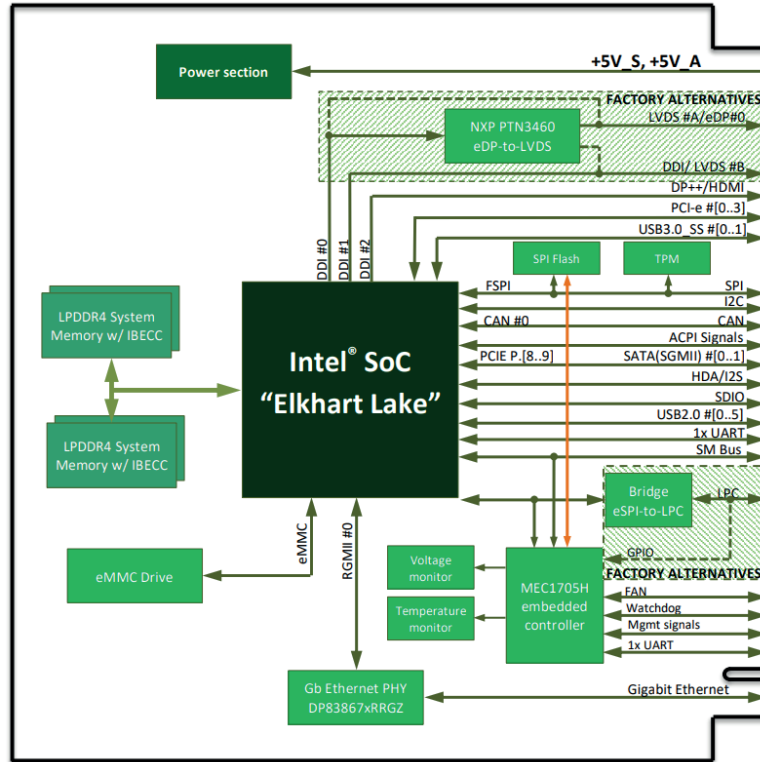 +5V_S, +5V_A
Power section
FACTORY ALTERNATIVES
LVDS #A/eDP#0
NXP PTN3460
eDP-to-LVDS
DDI/ LVDS #B
DP++/HDMI
PCI-e #[0..3]
USB3.0_SS #[0..1]
DDI #0
DDI #1
DDI #2
SPI Flash
TPM
FSPI
SPI
I2C
CAN #0
CAN
ACPI Signals
PCIE P.[8..9]
SATA(SGMII) #[0..1]
HDA/I2S
SDIO
USB2.0 #[0..5]
1x UART
SM Bus
LPDDR4 System
Memory w/ IBECC
Intel® SoC
“Elkhart Lake”
LPDDR4 System
Memory w/ IBECC
Bridge
eSPI-to-LPC
LPC
GPIO
FACTORY ALTERNATIVES
eMMC
RGMII #0
eMMC Drive
Voltage
monitor
Temperature
monitor
MEC1705H
embedded
controller
FAN
Watchdog
Mgmt signals
1x UART
Gb Ethernet PHY
DP83867xRRGZ
Gigabit Ethernet